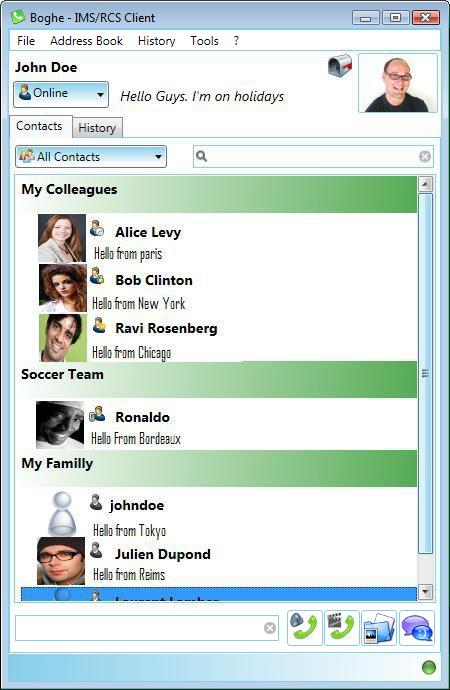 Boghe - IMS/RCS Client
File Address Book History Tools ?
John Doe
Online
Hello Guys. I'm on holidays
Contacts History
All Contacts
My Colleagues
Alice Levy
Hello from paris
Bob Clinton
Hello from New York
Ravi Rosenberg
Hello from Chicago
Soccer Team
Ronaldo
Hello From Bordeaux
My Familly
johndoe
Hello from Tokyo
Julien Dupond
Hello from Reims